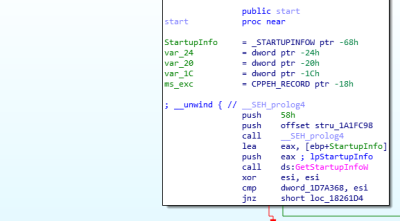 public start
start proc near
StartupInfo = _STARTUPINFOW ptr -68h
var_24 = dword ptr -24h
var_20 = dword ptr -20h
var_1C = dword ptr -1Ch
ms_exc = CPPEH_RECORD ptr -18h
; __unwind { // __SEH_prolog4
push 58h
push offset stru_1A1FC98
call __SEH_prolog4
lea eax, [ebp+StartupInfo]
push eax ; lpStartupInfo
call ds:GetStartupInfoW
xor esi, esi
cmp dword_1D7A368, esi
jnz short loc_18261D4